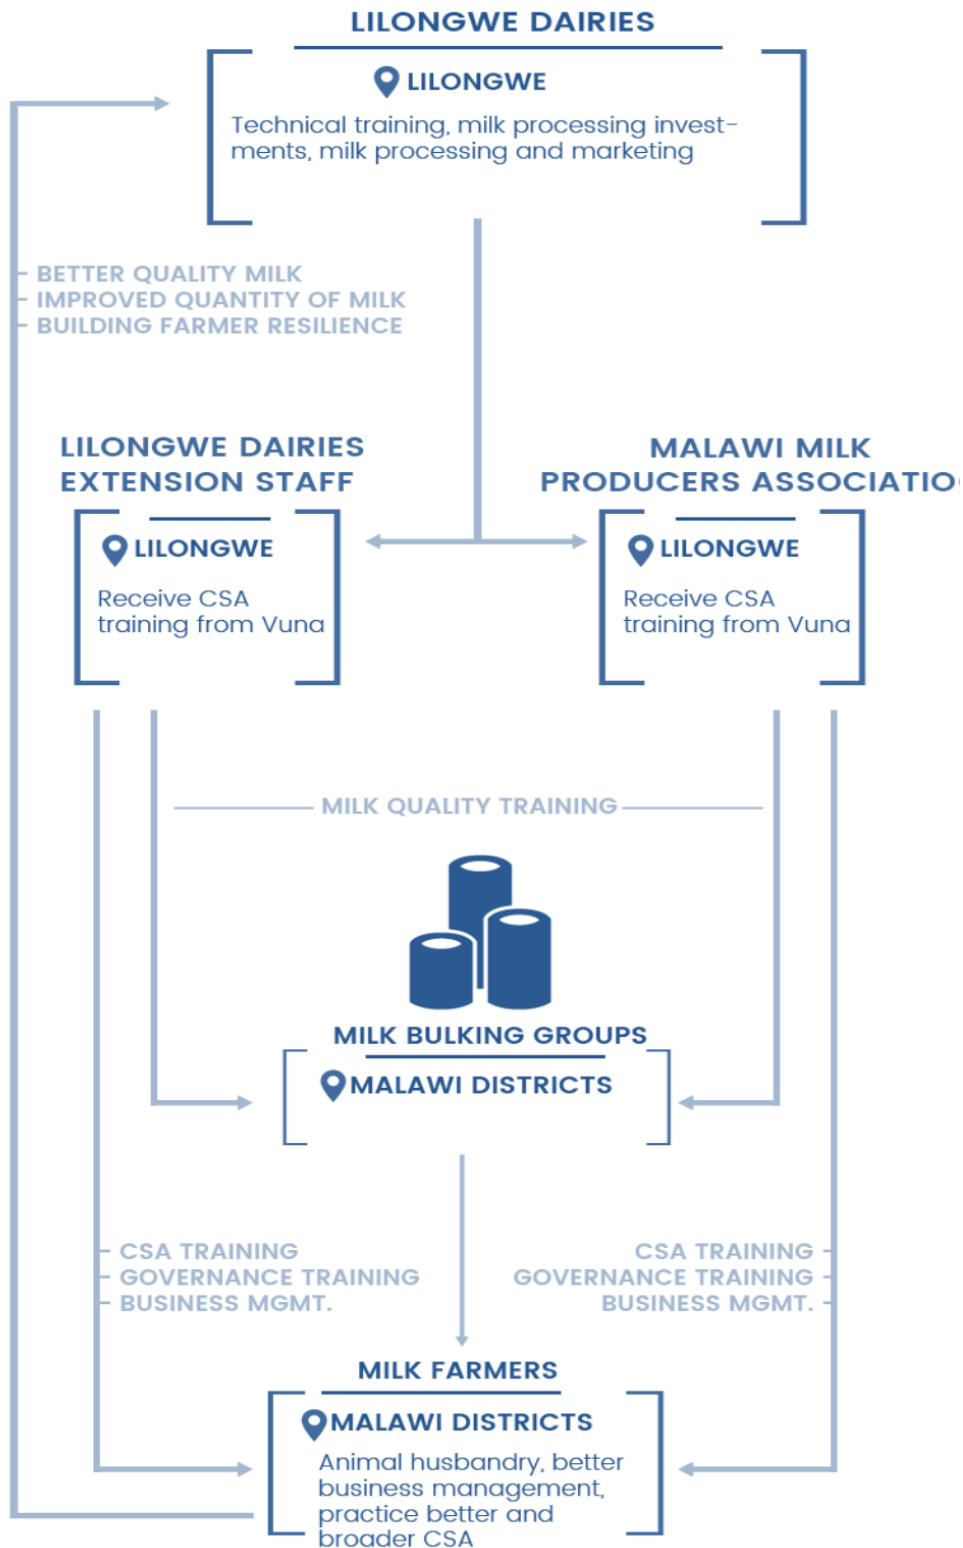 LILONGWE DAIRIES
LILONGWE
Technical training, milk processing invest-
ments, milk processing and marketing
- BETTER QUALITY MILK
- IMPROVED QUANTITY OF MILK
- BUILDING FARMER RESILIENCE
LILONGWE DAIRIES
EXTENSION STAFF
LILONGWE
Receive CSA
training from Vuna
MALAWI MILK
PRODUCERS ASSOCIATIO
LILONGWE
Receive CSA
training from Vuna
MILK QUALITY TRAINING
MILK BULKING GROUPS
MALAWI DISTRICTS
- CSA TRAINING
- GOVERNANCE TRAINING
- BUSINESS MGMT.
CSA TRAINING -
GOVERNANCE TRAINING -
BUSINESS MGMT. -
MILK FARMERS
MALAWI DISTRICTS
Animal husbandry, better
business management,
practice better and
broader CSA